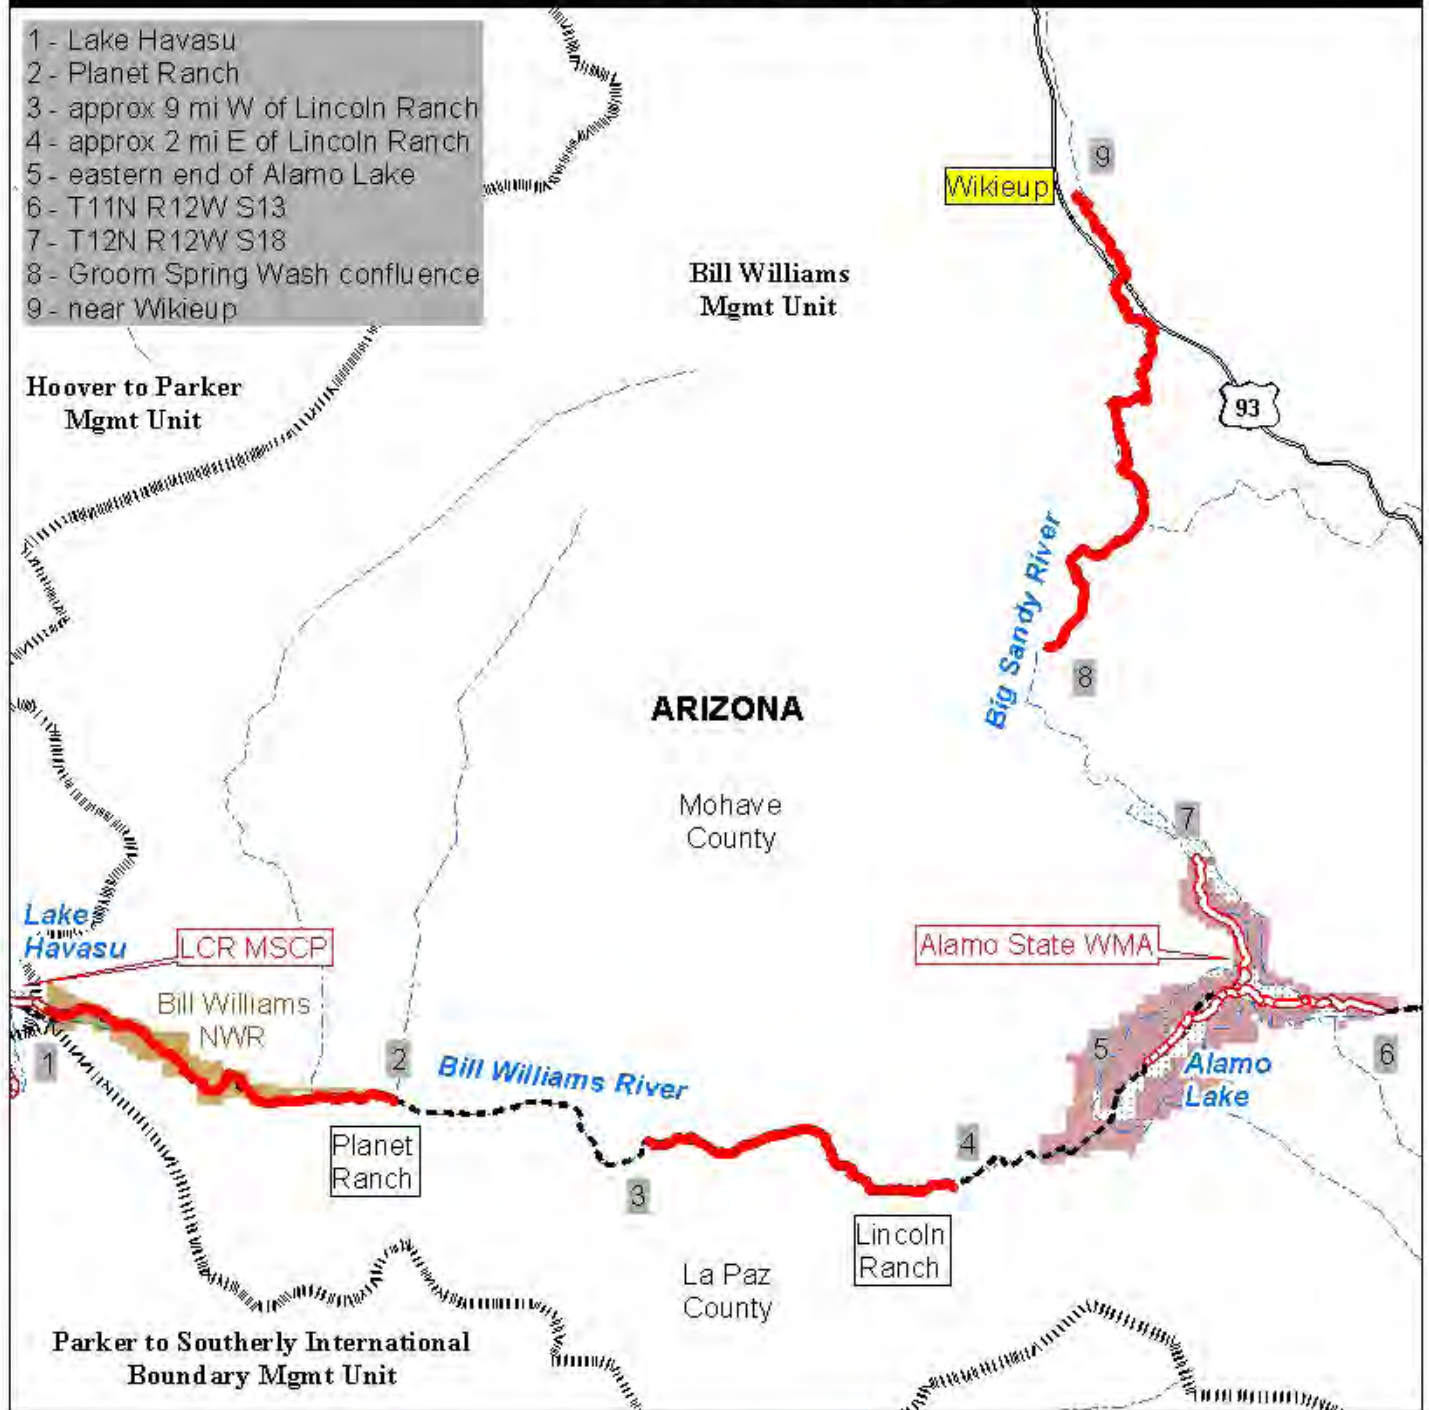 1 - Lake Havasu
2 - Planet Ranch
3 - approx 9 mi W of Lincoln Ranch
4 - approx 2 mi E of Lincoln Ranch
5 - eastern end of Alamo Lake
6 - T11N R12W S13
7 - T12N R12W S18
8 - Groom Spring Wash confluence
9 - near Wikieup
9
Wikieup
Bill Williams
Mgmt Unit
Hoover to Parker
Mgmt Unit
93
Big Sandy River
8
ARIZONA
Mohave
County
7
Lake
Havasu
LCR MSCP
Alamo State WMA
Bill Williams
NWR
1
2
Bill Williams River
5
6
Alamo
Lake
Planet
Ranch
3
4
Lincoln
Ranch
La Paz
County
Parker to Southerly International
Boundary Mgmt Unit